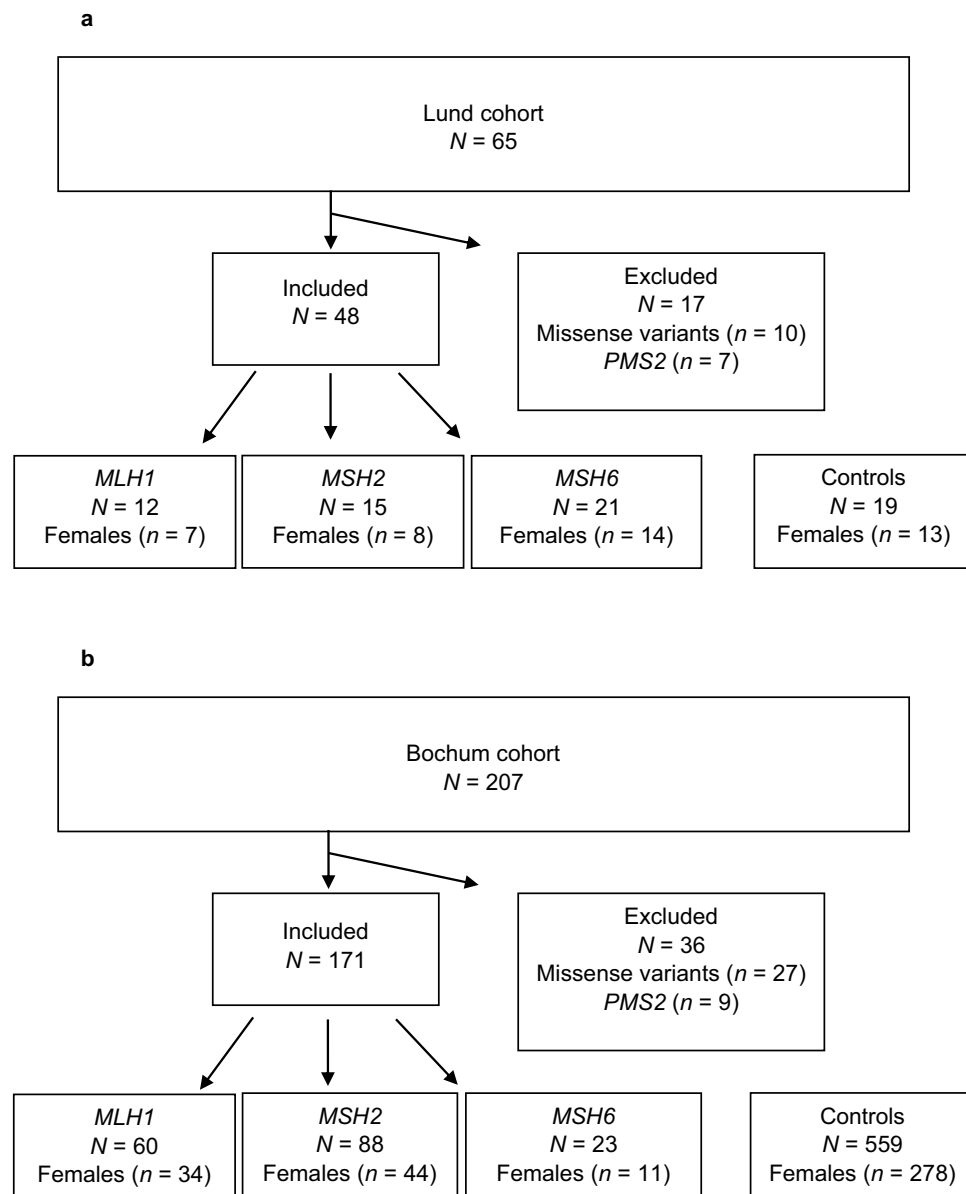 a
Lund cohort
N = 65
Included
N = 48
Excluded
N = 17
Missense variants (n = 10)
PMS2 (n = 7)
MLH1
N = 12
Females (n = 7)
MSH2
N = 15
Females (n = 8)
MSH6
N = 21
Females (n = 14)
Controls
N = 19
Females (n = 13)
b
Bochum cohort
N = 207
Included
N = 171
Excluded
N = 36
Missense variants (n = 27)
PMS2 (n = 9)
MLH1
N = 60
Females (n = 34)
MSH2
N = 88
Females (n = 44)
MSH6
N = 23
Females (n = 11)
Controls
N = 559
Females (n = 278)